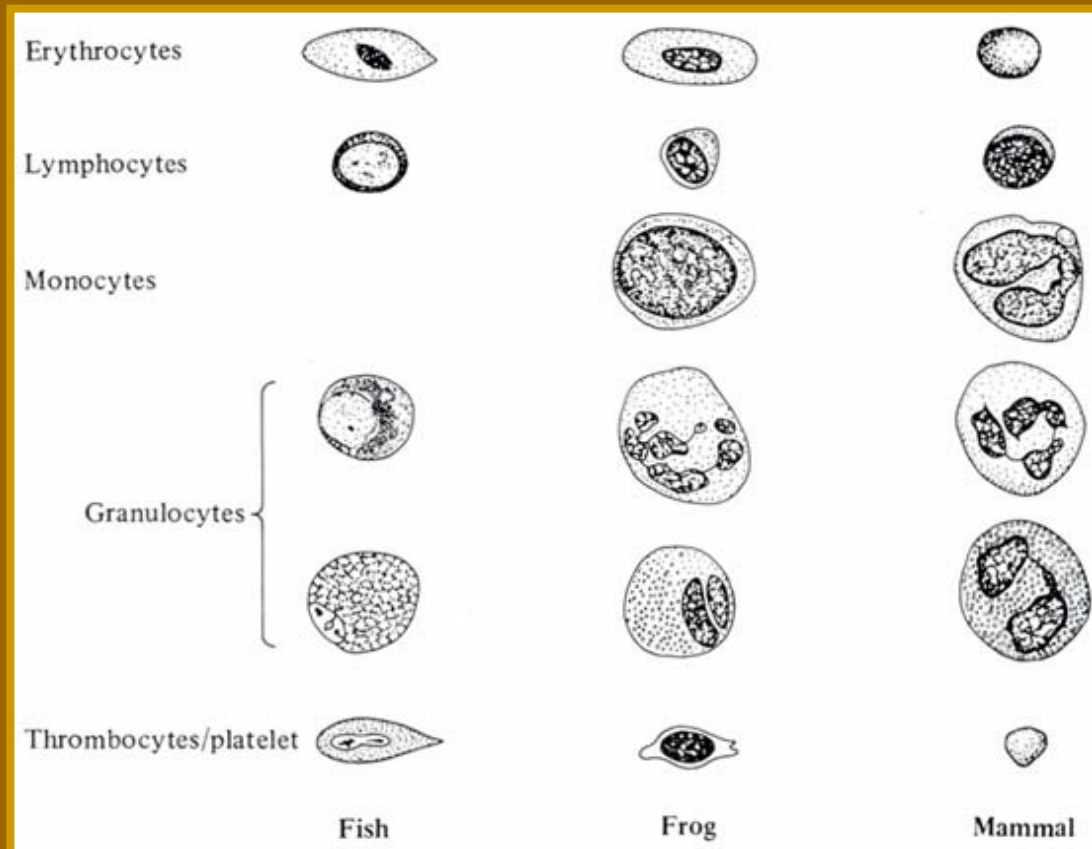 Erythrocytes
Lymphocytes
Monocytes
Granulocytes
Thrombocytes/platelet
Fish Frog Mammal